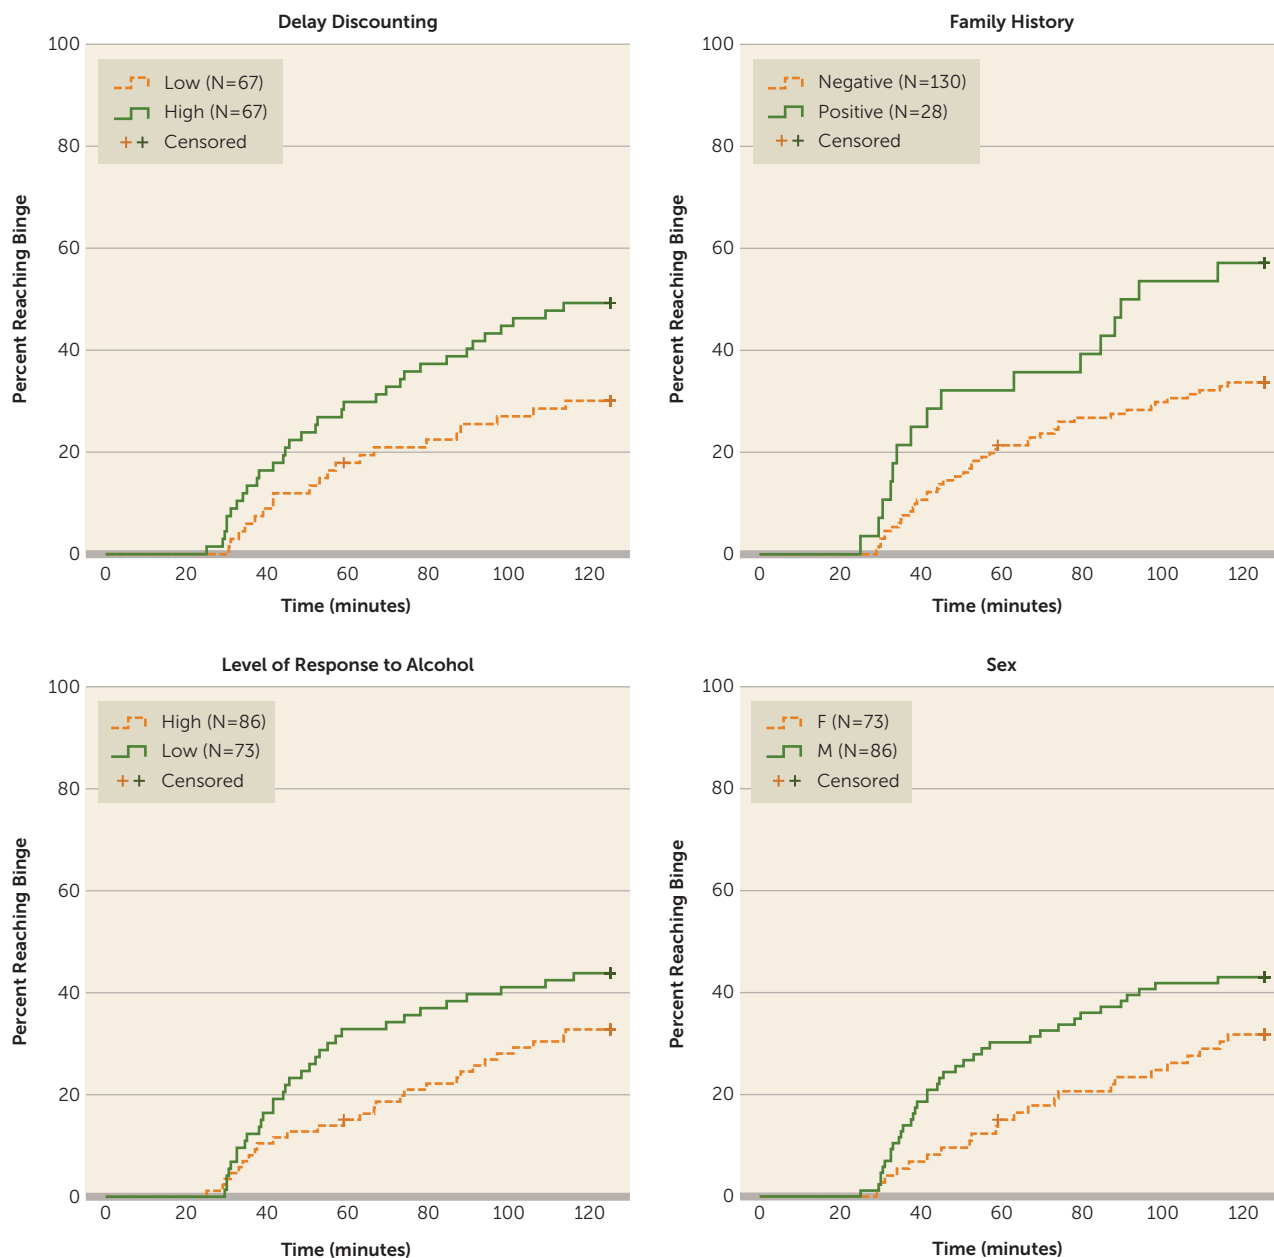 Delay Discounting
100
80
60
40
20
0
Percent Reaching Binge
Low (N=67)
High (N=67)
Censored
0 20 40 60 80 100 120
Time (minutes)
Family History
100
80
60
40
20
0
Percent Reaching Binge
Negative (N=130)
Positive (N=28)
Censored
0 20 40 60 80 100 120
Time (minutes)
Level of Response to Alcohol
100
80
60
40
20
0
Percent Reaching Binge
High (N=86)
Low (N=73)
Censored
0 20 40 60 80 100 120
Time (minutes)
Sex
100
80
60
40
20
0
Percent Reaching Binge
F (N=73)
M (N=86)
Censored
0 20 40 60 80 100 120
Time (minutes)